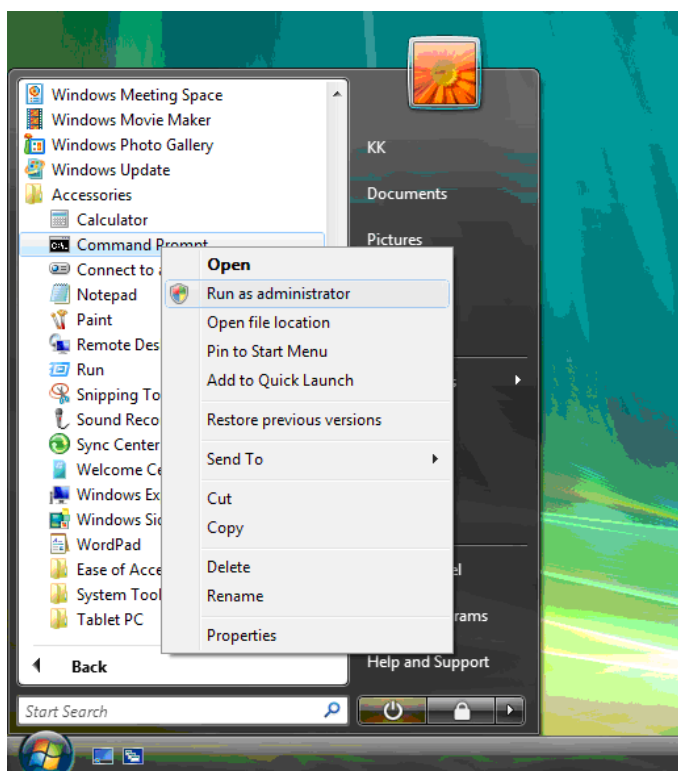 Windows Meeting Space
Windows Movie Maker
Windows Photo Gallery
Windows Update
Accessories
Calculator
Command Prompt
Connect to
Notepad
Paint
Remote Des
Run
Snipping To
Sound Reco
Sync Center
Welcome Ce
Windows Ex
Windows Sid
WordPad
Ease of Acce
System Tool
Tablet PC
Back
Start Search
Open
Run as administrator
Open file location
Pin to Start Menu
Add to Quick Launch
Restore previous versions
Send To
Cut
Copy
Delete
Rename
Properties
KK
Documents
Pictures
rams
Help and Support